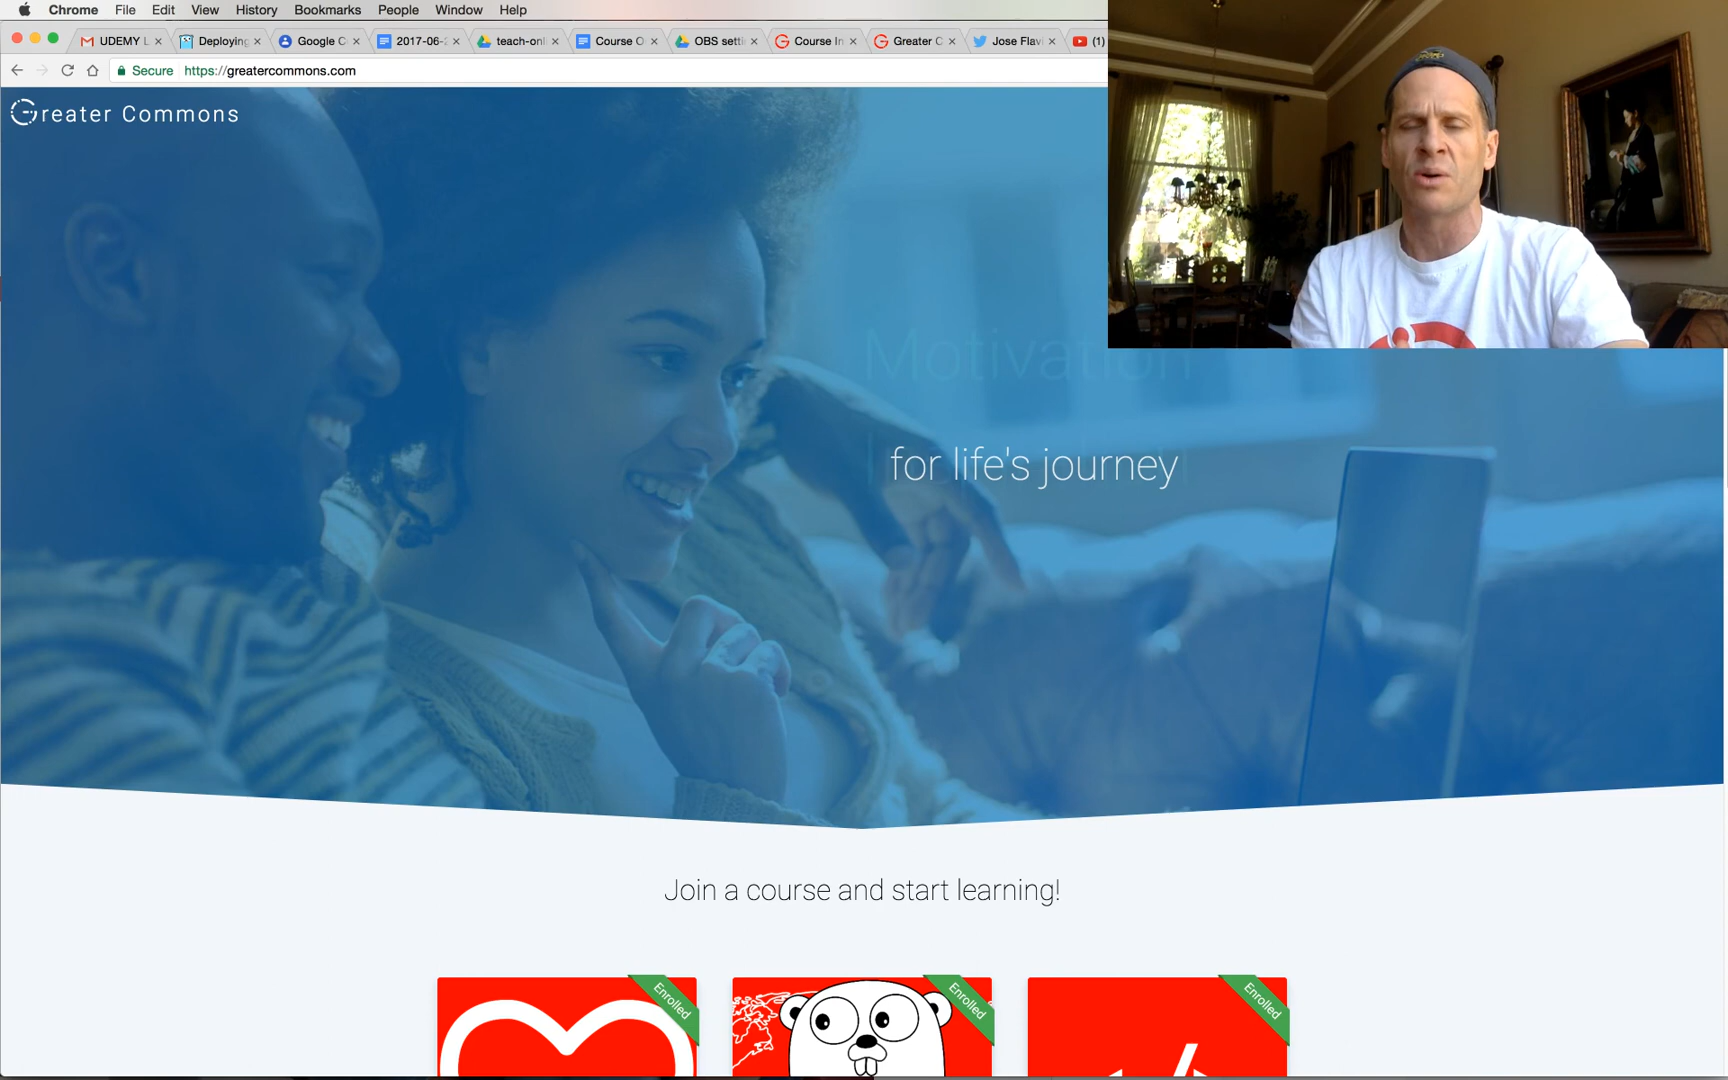 Chrome File Edit View History Bookmarks People Window Help
UDEMY L Deploying Google C 2017-06-2 teach-onl Course O OBS setti Course In Greater C Jose Flavi (1)
Secure https://greatercommons.com
Greater Commons
Motivation
for life's journey
Join a course and start learning!
Enrolled Enrolled Enrolled